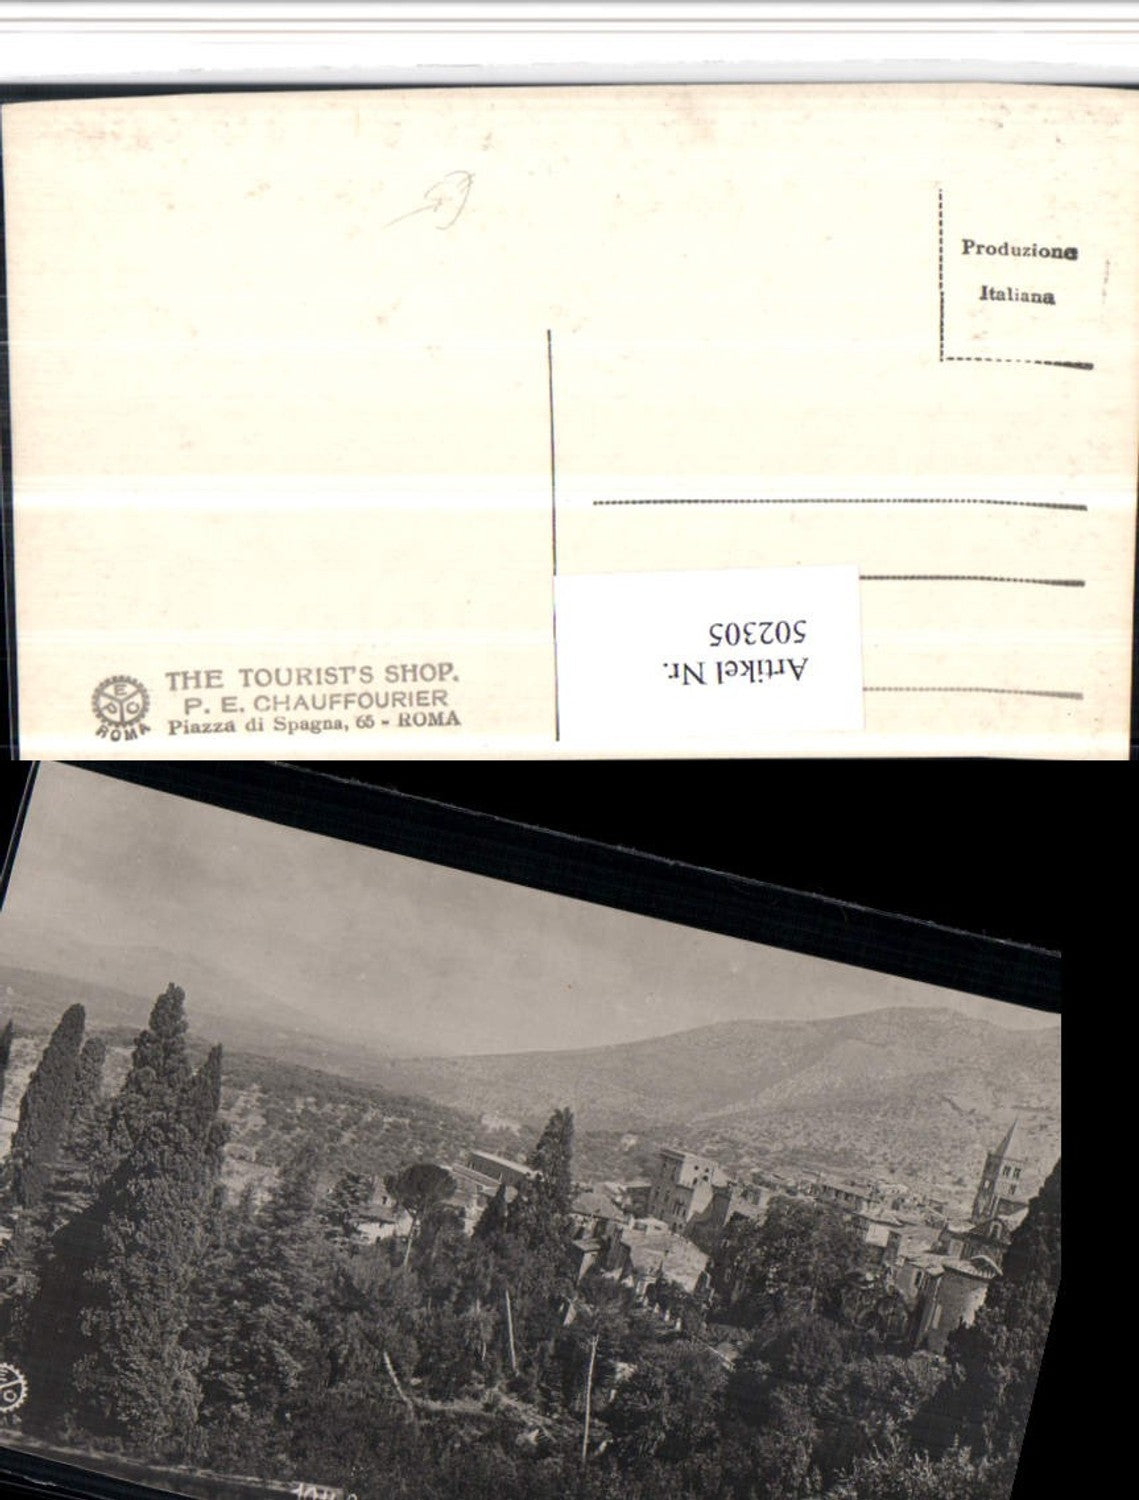 Produzione
Italiana
502305
Artikel Nr.
THE TOURIST'S SHOP.
P. E. CHAUFFOURIER
Piazza di Spagna, 65 - ROMA
ROMA